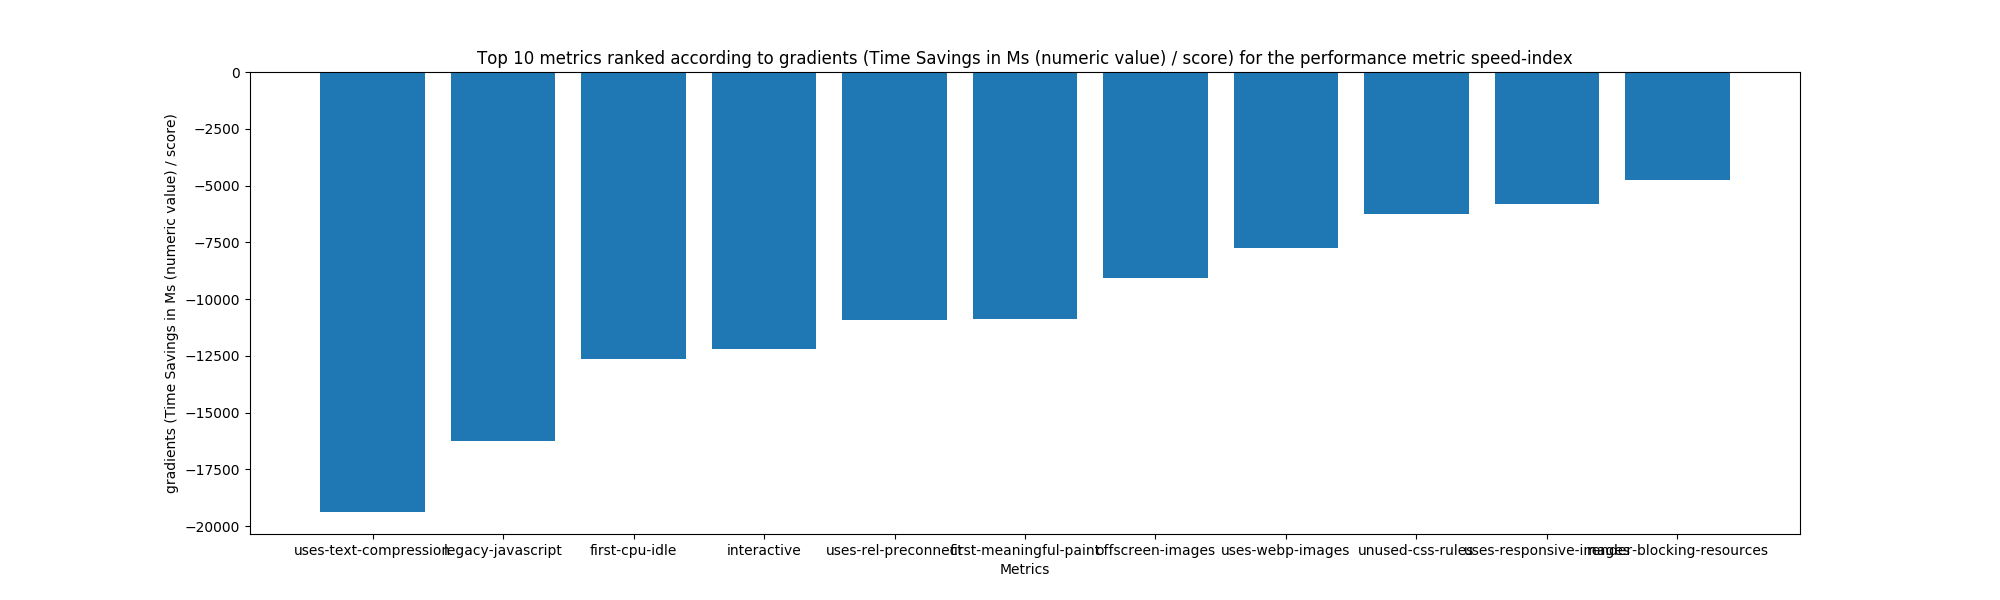 Top 10 metrics ranked according to gradients (Time Savings in Ms (numeric value) / score) for the performance metric speed-index
gradients (Time Savings in Ms (numeric value) / score)
0
−2500
−5000
−7500
−10000
−12500
−15000
−17500
−20000
uses-text-compression legacy-javascript first-cpu-idle interactive uses-rel-preconnect first-meaningful-paint offscreen-images uses-webp-images unused-css-rules uses-responsive-images render-blocking-resources
Metrics